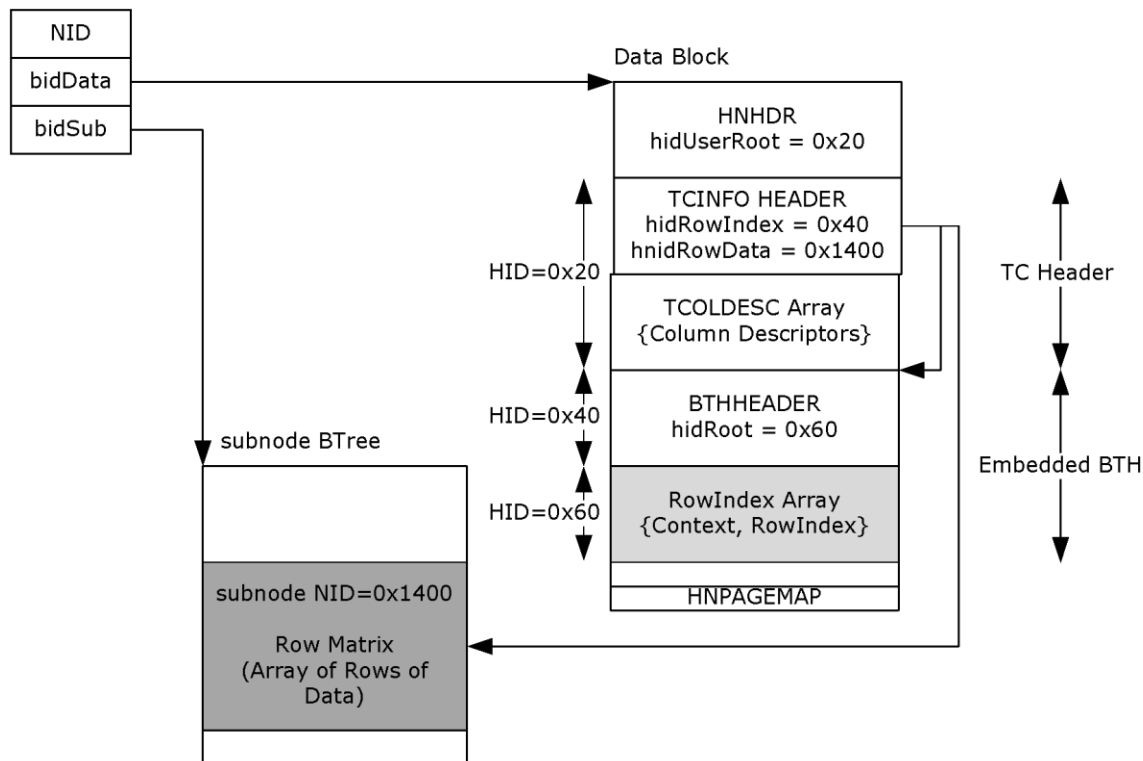 NID
bidData
bidSub
Data Block
HNHDR
hidUserRoot = 0x20
TCINFO HEADER
hidRowIndex = 0x40
hnidRowData = 0x1400
HID=0x20
TC Header
TCOLDESC Array
{Column Descriptors}
BTHHEADER
hidRoot = 0x60
HID=0x40
subnode BTree
Embedded BTH
RowIndex Array
{Context, RowIndex}
HID=0x60
HNPAGEMAP
subnode NID=0x1400
Row Matrix
(Array of Rows of
Data)